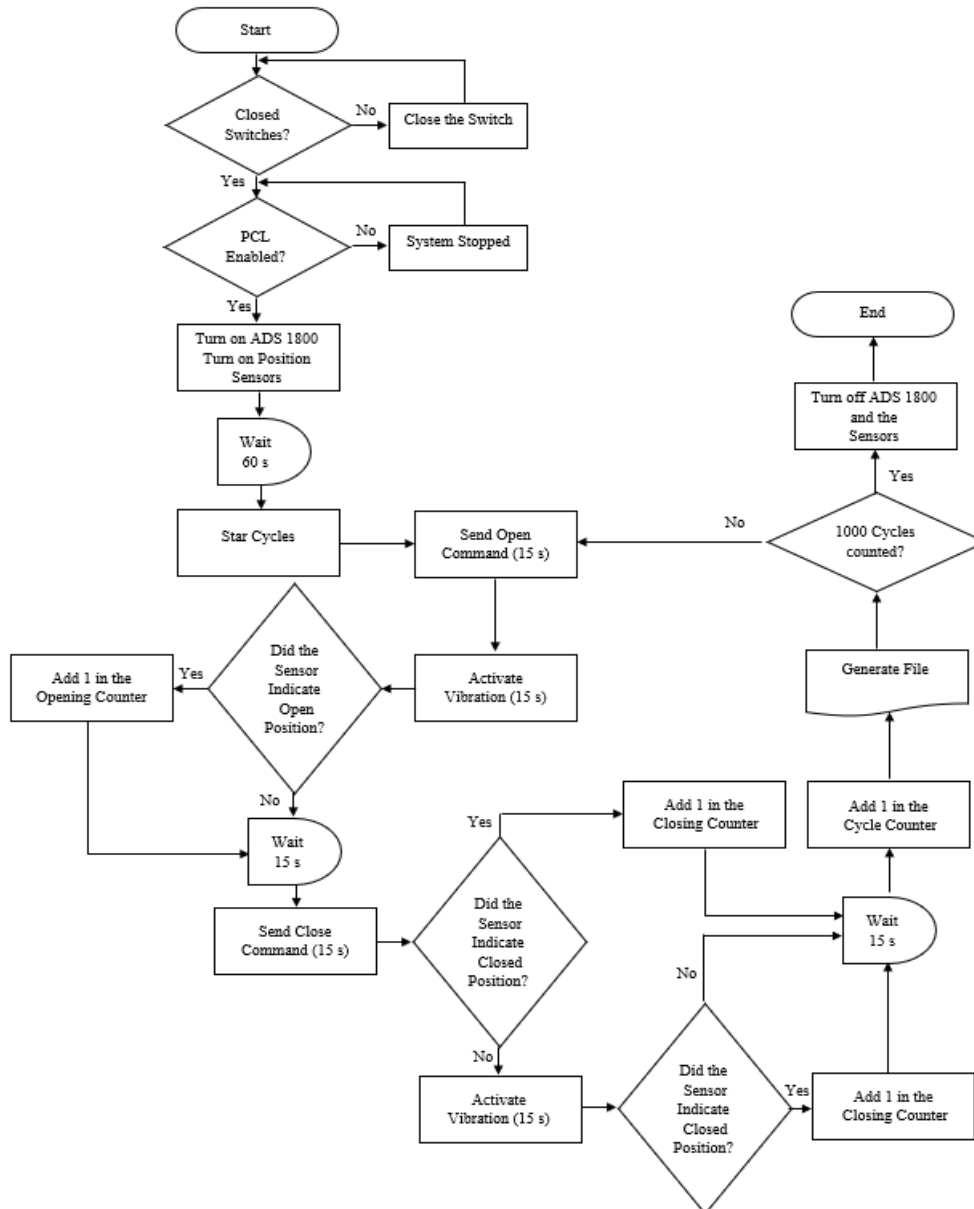 Start
Closed
Switches?
No
Close the Switch
Yes
PCL
Enabled?
No
System Stopped
Yes
Turn on ADS 1800
Turn on Position
Sensors
Wait
60 s
Star Cycles
Send Open
Command (15 s)
Activate
Vibration (15 s)
Did the
Sensor
Indicate
Open
Position?
Yes
Add 1 in the
Opening Counter
No
Wait
15 s
Send Close
Command (15 s)
Did the
Sensor
Indicate
Closed
Position?
Yes
Add 1 in the
Closing Counter
No
Activate
Vibration (15 s)
Did the
Sensor
Indicate
Closed
Position?
No
Yes
Add 1 in the
Closing Counter
Wait
15 s
Add 1 in the
Cycle Counter
Generate File
1000 Cycles
counted?
No
Yes
Turn off ADS 1800
and the
Sensors
End